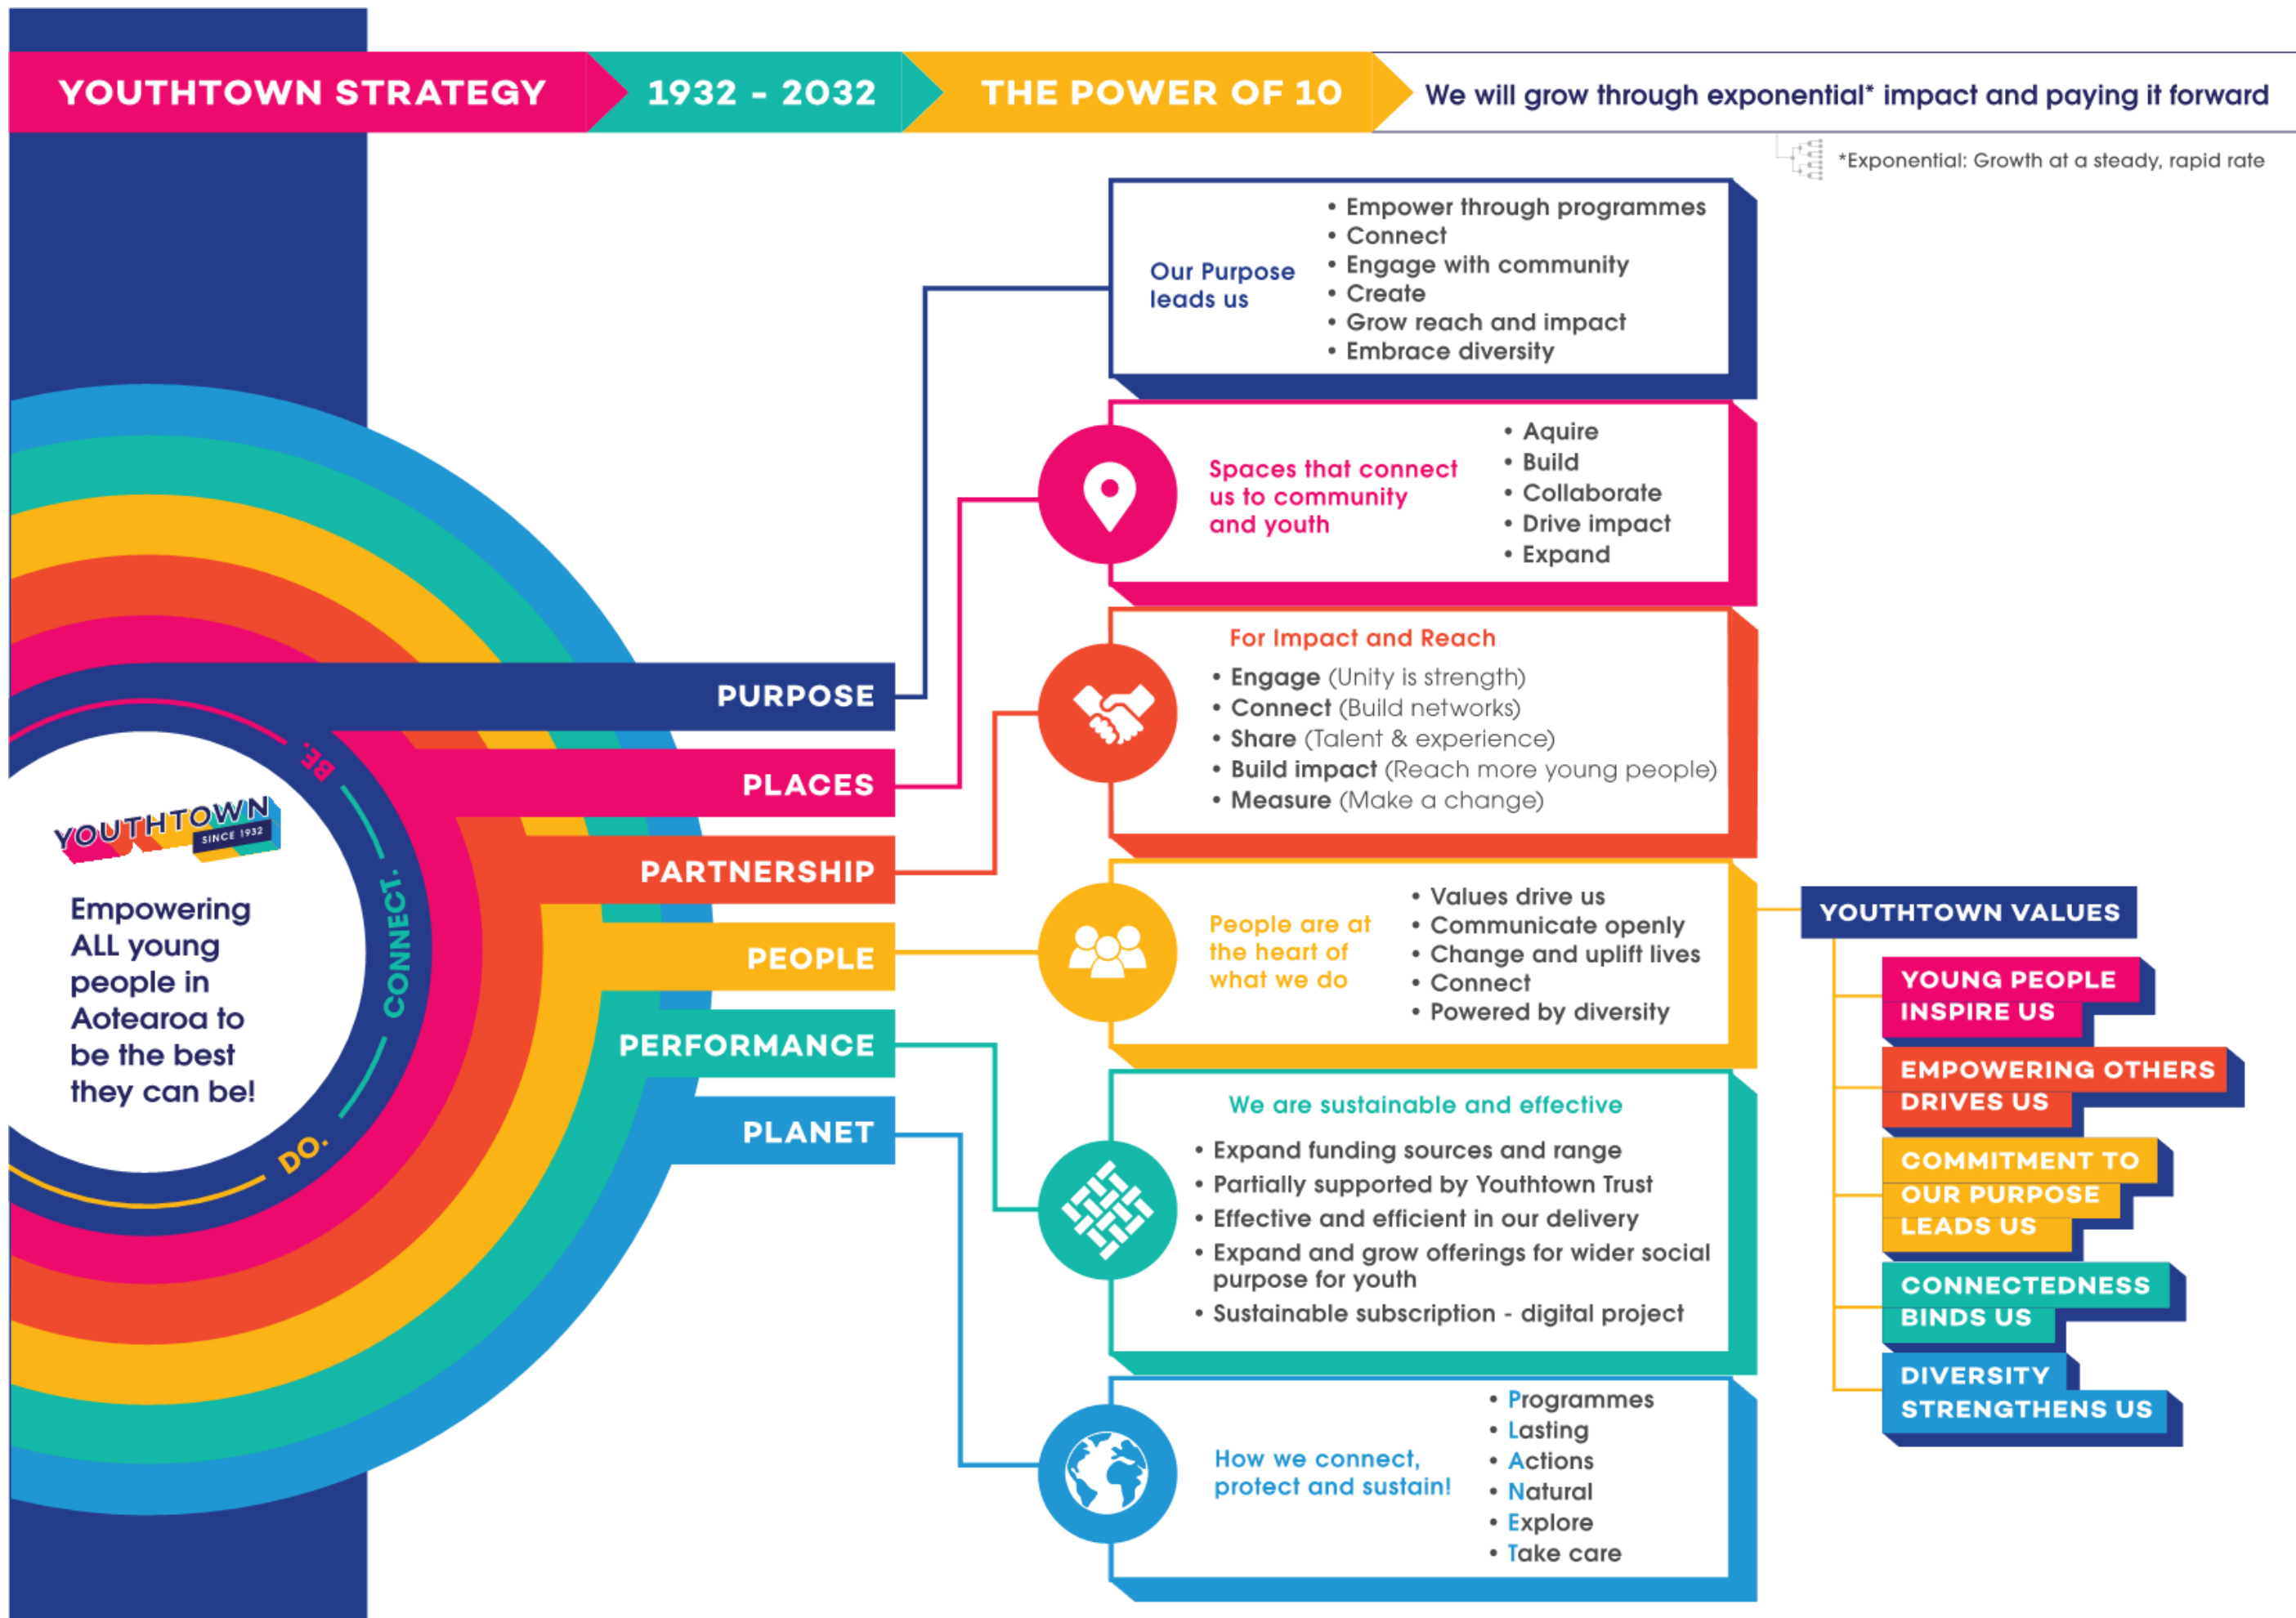 YOUTHTOWN STRATEGY
1932 - 2032
THE POWER OF 10
We will grow through exponential* impact and paying it forward
*Exponential: Growth at a steady, rapid rate
YOUTHTOWN
SINCE 1932
Empowering
ALL young
people in
Aotearoa to
be the best
they can be!
BE.
CONNECT.
DO.
PURPOSE
PLACES
PARTNERSHIP
PEOPLE
PERFORMANCE
PLANET
Our Purpose
leads us
• Empower through programmes
• Connect
• Engage with community
• Create
• Grow reach and impact
• Embrace diversity
Spaces that connect
us to community
and youth
• Aquire
• Build
• Collaborate
• Drive impact
• Expand
For Impact and Reach
• Engage (Unity is strength)
• Connect (Build networks)
• Share (Talent & experience)
• Build impact (Reach more young people)
• Measure (Make a change)
People are at
the heart of
what we do
• Values drive us
• Communicate openly
• Change and uplift lives
• Connect
• Powered by diversity
We are sustainable and effective
• Expand funding sources and range
• Partially supported by Youthtown Trust
• Effective and efficient in our delivery
• Expand and grow offerings for wider social
purpose for youth
• Sustainable subscription - digital project
How we connect,
protect and sustain!
• Programmes
• Lasting
• Actions
• Natural
• Explore
• Take care
YOUTHTOWN VALUES
YOUNG PEOPLE
INSPIRE US
EMPOWERING OTHERS
DRIVES US
COMMITMENT TO
OUR PURPOSE
LEADS US
CONNECTEDNESS
BINDS US
DIVERSITY
STRENGTHENS US